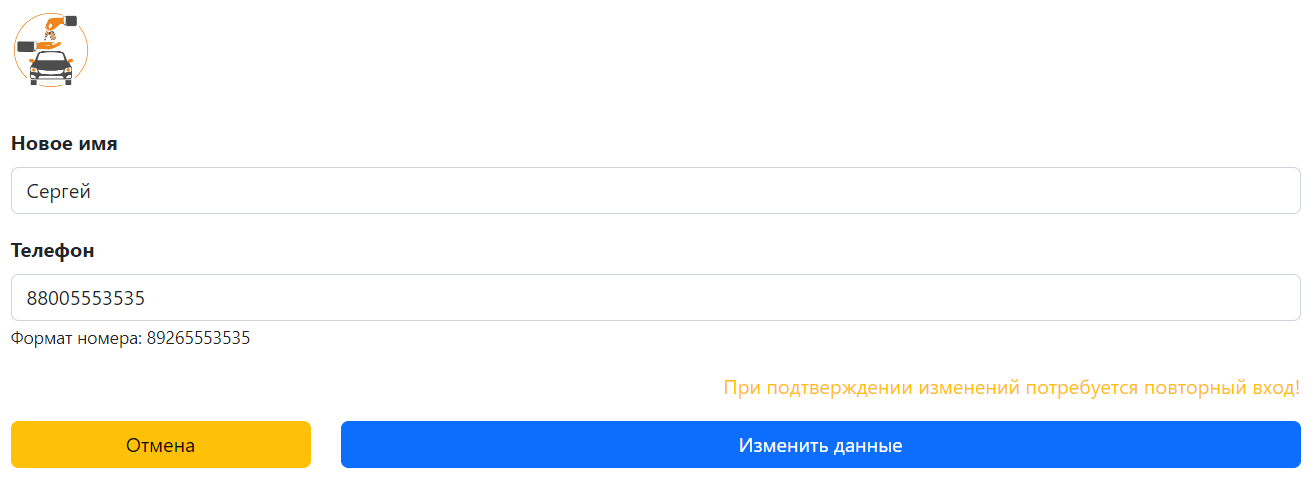 Новое имя
Сергей
Телефон
88005553535
Формат номера: 89265553535
При подтверждении изменений потребуется повторный вход!
Отмена
Изменить данные